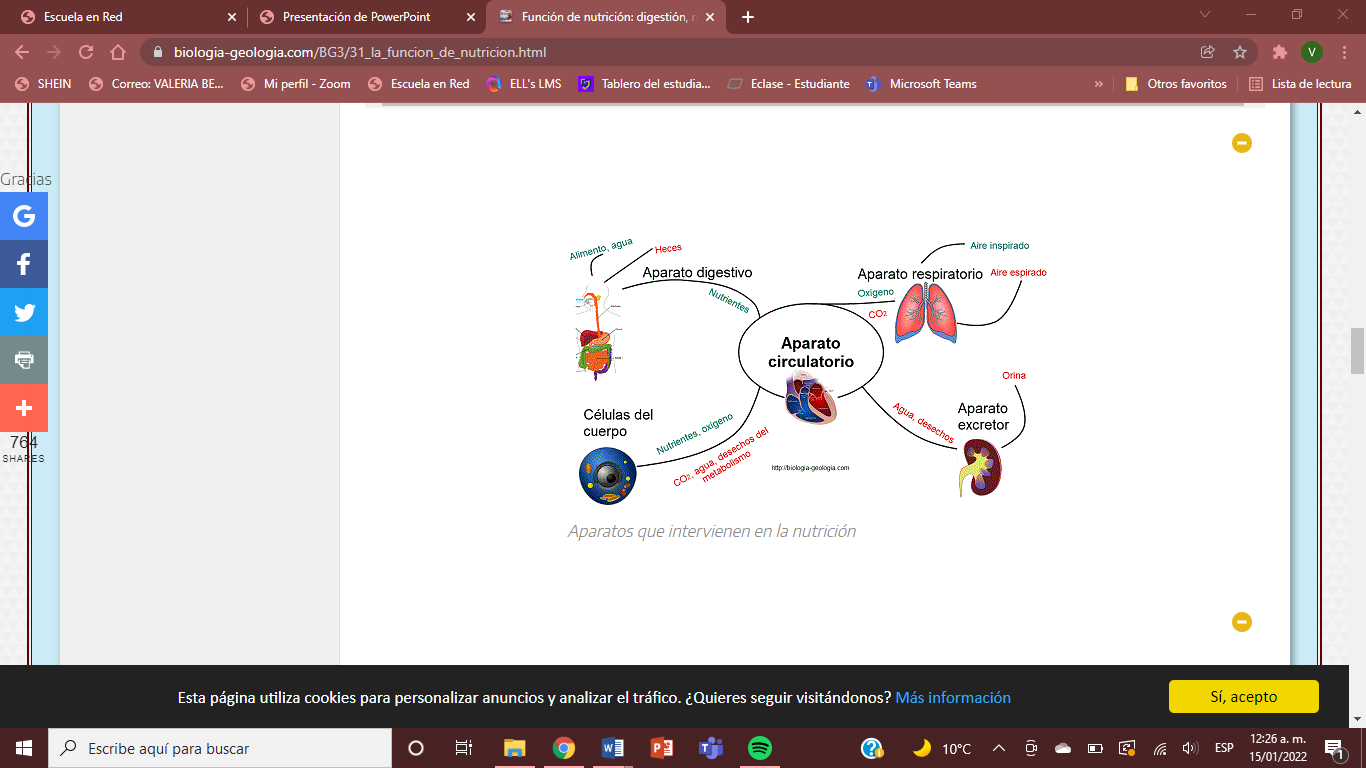 Escuela en Red
Presentación de PowerPoint
Función de nutrición: digestión, r
biologia-geologia.com/BG3/31_la_funcion_de_nutricion.html
V
SHEIN
Correo: VALERIA BE...
Mi perfil - Zoom
Escuela en Red
ELL's LMS
Tablero del estudia...
Eclase - Estudiante
Microsoft Teams
»
Otros favoritos
Lista de lectura
Gracias
764
SHARES
Alimento, agua
Heces
Aparato digestivo
Nutrientes
Aire inspirado
Aparato respiratorio
Aire espirado
Oxígeno
CO2
Aparato
circulatorio
Orina
Células del
cuerpo
Nutrientes, oxígeno
CO2, agua, desechos del
metabolismo
Agua, desechos
Aparato
excretor
http://biologia-geologia.com
Aparatos que intervienen en la nutrición
Esta página utiliza cookies para personalizar anuncios y analizar el tráfico. ¿Quieres seguir visitándonos? Más información
Sí, acepto
Escribe aquí para buscar
10°C
ESP
12:26 a. m.
15/01/2022
1